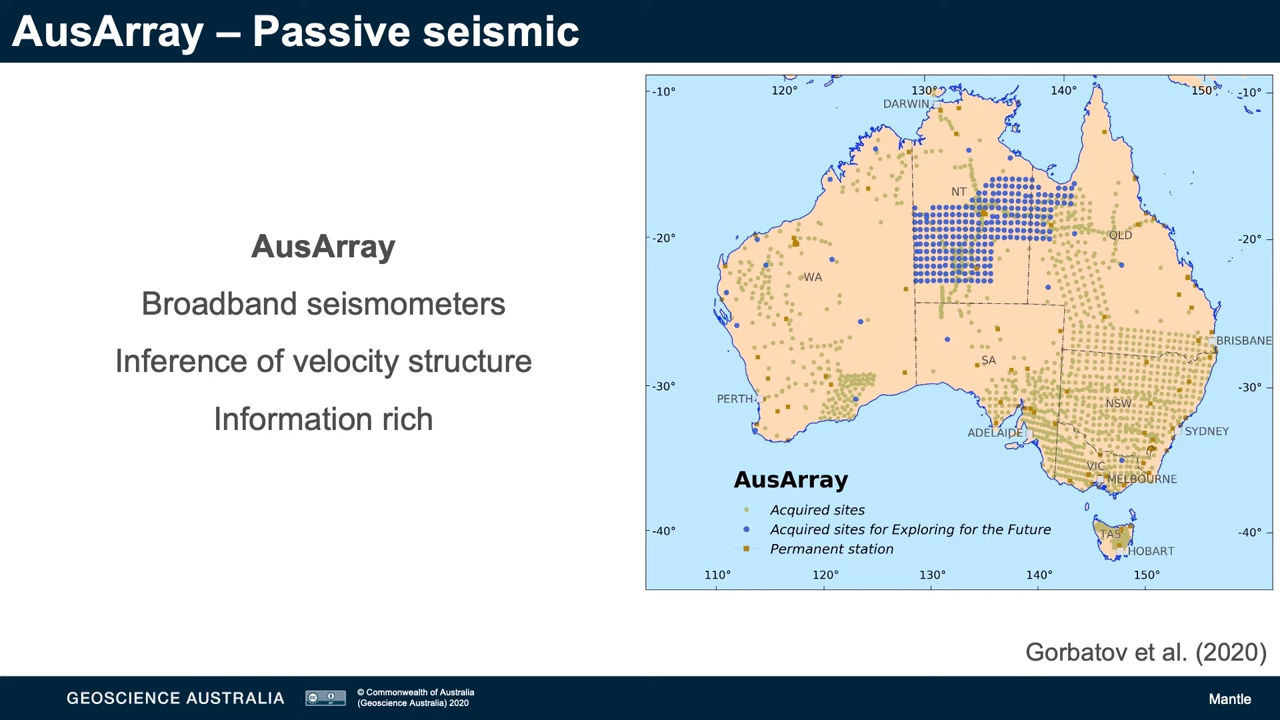 AusArray – Passive seismic
AusArray
Broadband seismometers
Inference of velocity structure
Information rich
-10° 120° 130° 140° 150° -10°
DARWIN
NT
-20° QLD -20°
WA
BRISBANE
SA
-30° -30°
PERTH
NSW
ADELAIDE SYDNEY
VIC
MELBOURNE
AusArray
Acquired sites
Acquired sites for Exploring for the Future
Permanent station
-40° TAS -40°
HOBART
110° 120° 130° 140° 150°
Gorbatov et al. (2020)
GEOSCIENCE AUSTRALIA
© Commonwealth of Australia
(Geoscience Australia) 2020
Mantle